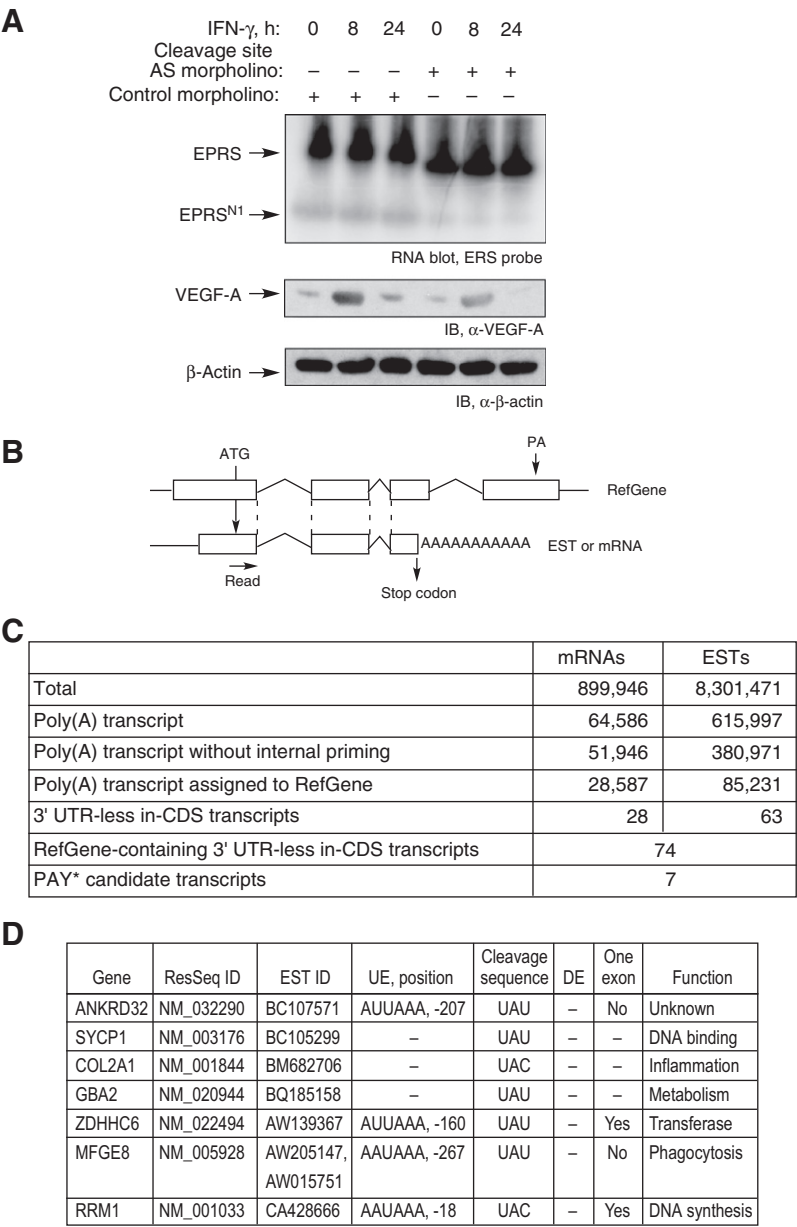 A
IFN-γ, h: 0 8 24 0 8 24
Cleavage site
AS morpholino: – – – + + +
Control morpholino: + + + – – –
EPRS
EPRSN1
RNA blot, ERS probe
VEGF-A
IB, α-VEGF-A
β-Actin
IB, α-β-actin
B
ATG
PA
RefGene
AAAAAAAAAAA
EST or mRNA
Read
Stop codon
C
mRNAs ESTs
Total 899,946 8,301,471
Poly(A) transcript 64,586 615,997
Poly(A) transcript without internal priming 51,946 380,971
Poly(A) transcript assigned to RefGene 28,587 85,231
3' UTR-less in-CDS transcripts 28 63
RefGene-containing 3' UTR-less in-CDS transcripts 74
PAY* candidate transcripts 7
D
Gene ResSeq ID EST ID UE, position Cleavage sequence DE One exon Function
ANKRD32 NM_032290 BC107571 AUUAAA, -207 UAU – No Unknown
SYCP1 NM_003176 BC105299 – UAU – – DNA binding
COL2A1 NM_001844 BM682706 – UAC – – Inflammation
GBA2 NM_020944 BQ185158 – UAU – – Metabolism
ZDHHC6 NM_022494 AW139367 AUUAAA, -160 UAU – Yes Transferase
MFGE8 NM_005928 AW205147, AAUAAA, -267 UAU – No Phagocytosis
AW015751
RRM1 NM_001033 CA428666 AAUAAA, -18 UAC – Yes DNA synthesis